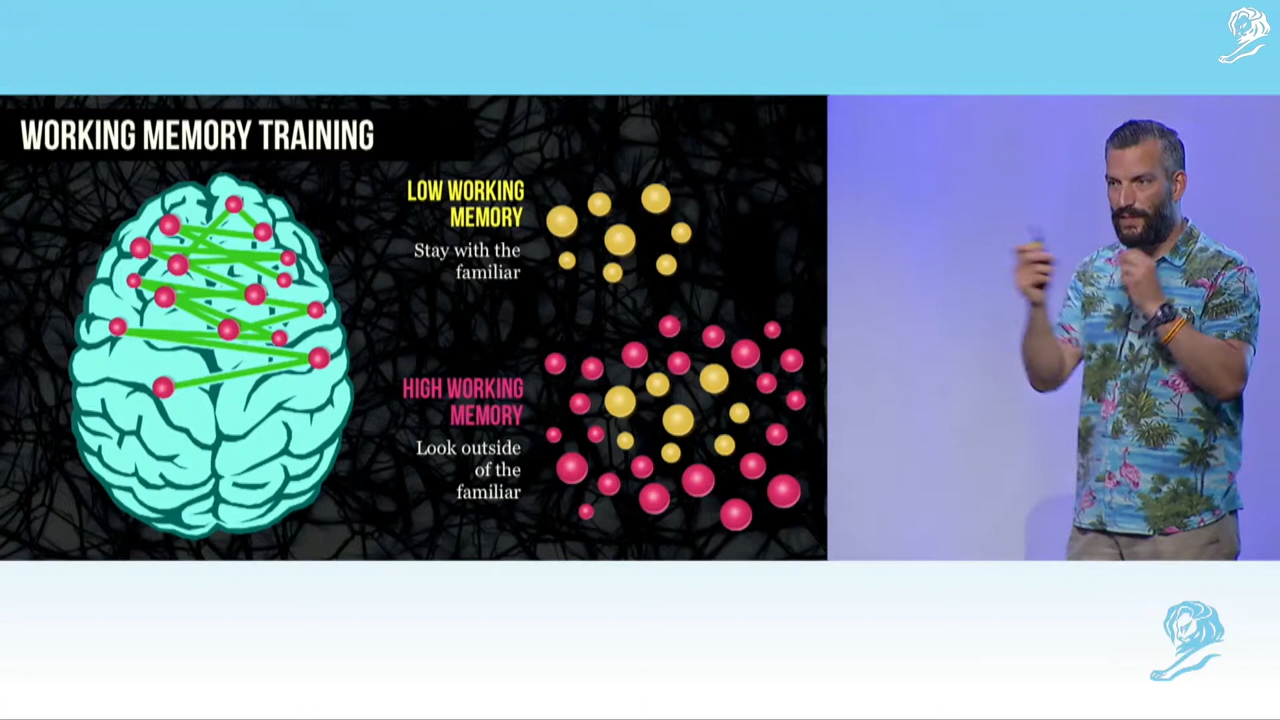 WORKING MEMORY TRAINING
LOW WORKING
MEMORY
Stay with the
familiar
HIGH WORKING
MEMORY
Look outside
of the
familiar